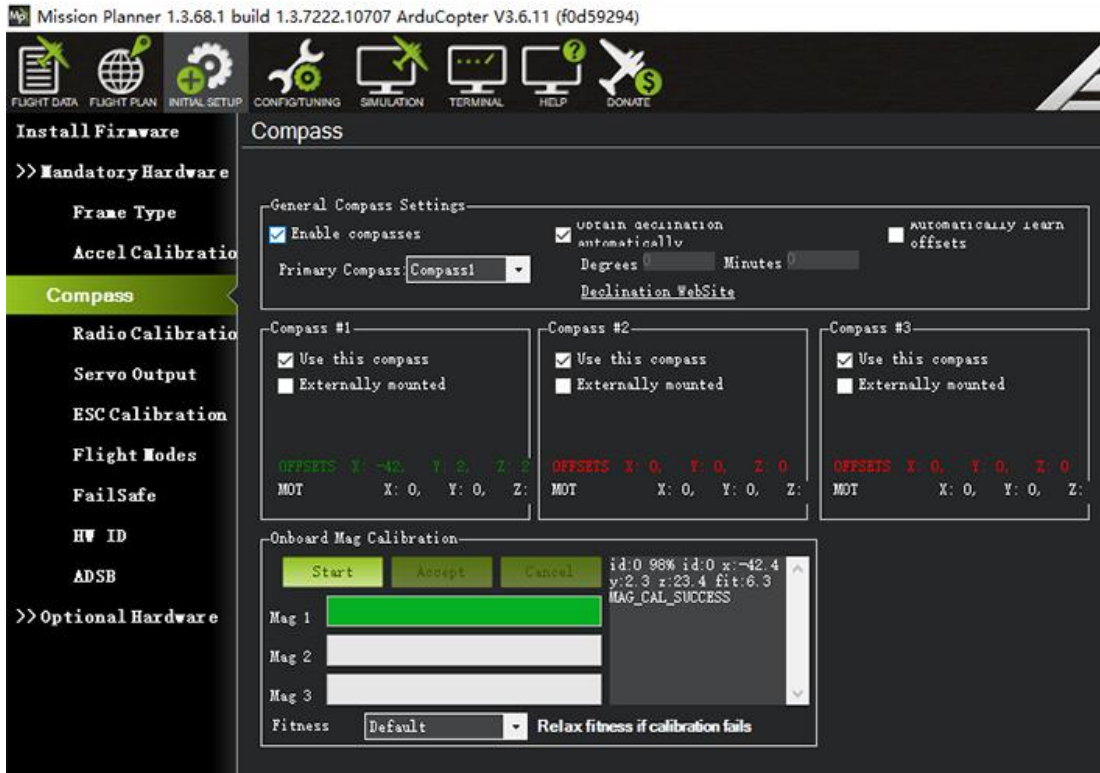 Mission Planner 1.3.68.1 build 1.3.7222.10707 ArduCopter V3.6.11 (f0d59294)
FLIGHT DATA FLIGHT PLAN INITIAL SETUP CONFIG/TUNING SIMULATION TERMINAL HELP DONATE
Install Firmware
>> Mandatory Hardware
Frame Type
Accel Calibratio
Compass
Radio Calibratio
Servo Output
ESC Calibration
Flight Modes
FailSafe
HW ID
ADSB
>> Optional Hardware
Compass
General Compass Settings
Enable compasses
Obtain declination
automatically
Automatically learn
offsets
Primary Compass: Compass1
Degrees 0 Minutes 0
Declination WebSite
Compass #1
Use this compass
Externally mounted
OFFSETS X: -42, Y: 2, Z: 2
MOT X: 0, Y: 0, Z:
Compass #2
Use this compass
Externally mounted
OFFSETS X: 0, Y: 0, Z: 0
MOT X: 0, Y: 0, Z:
Compass #3
Use this compass
Externally mounted
OFFSETS X: 0, Y: 0, Z: 0
MOT X: 0, Y: 0, Z:
Onboard Mag Calibration
Start Accept Cancel
Mag 1
Mag 2
Mag 3
id:0 98% id:0 x:-42.4
y:2.3 z:23.4 fit:6.3
MAG_CAL_SUCCESS
Fitness Default Relax fitness if calibration fails